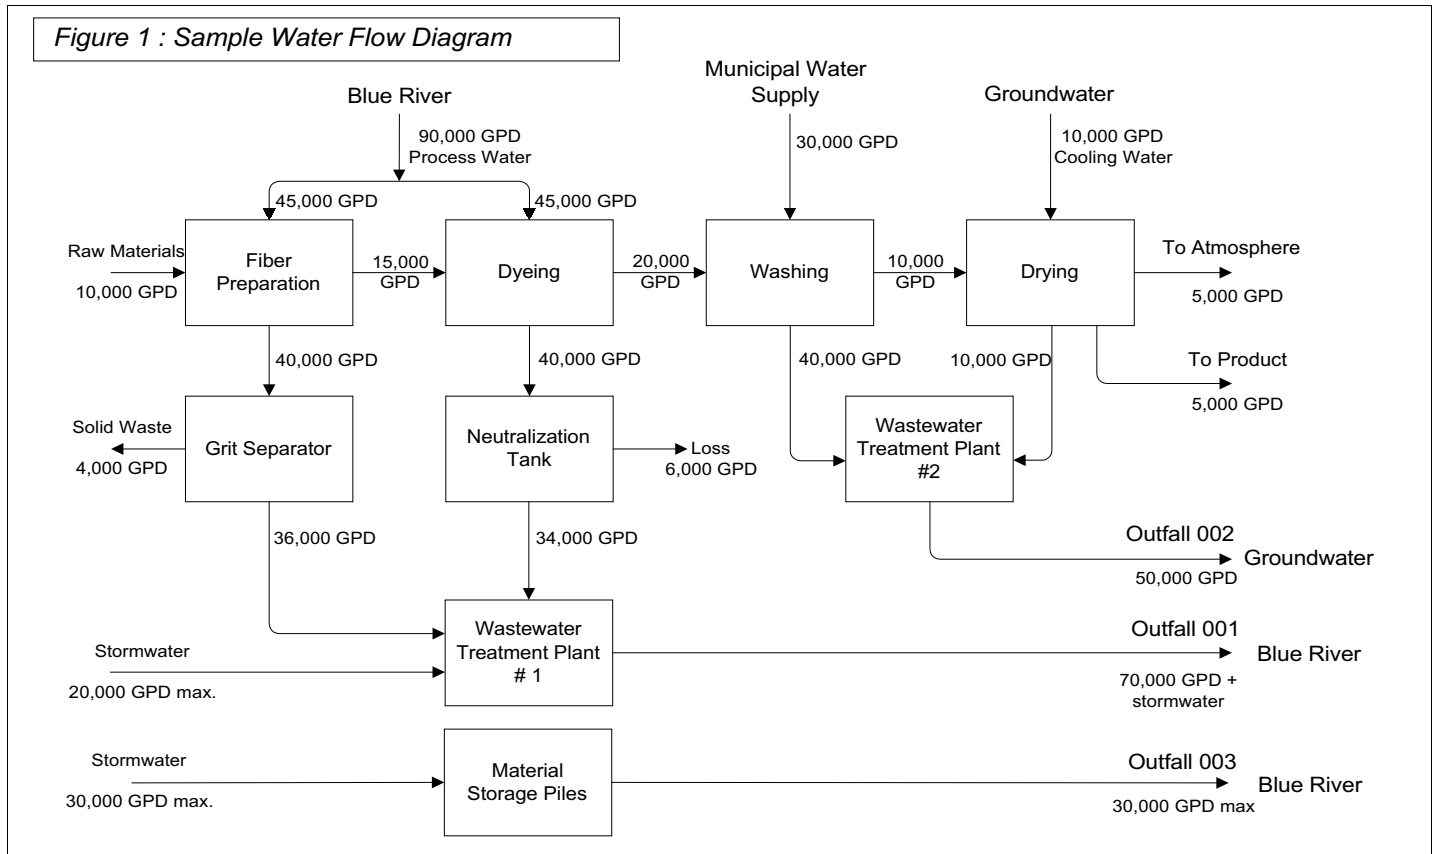 Figure 1 : Sample Water Flow Diagram
Blue River
Municipal Water
Supply
Groundwater
90,000 GPD
Process Water
30,000 GPD
10,000 GPD
Cooling Water
45,000 GPD
45,000 GPD
Raw Materials
10,000 GPD
Fiber
Preparation
15,000
GPD
Dyeing
20,000
GPD
Washing
10,000
GPD
Drying
To Atmosphere
5,000 GPD
40,000 GPD
40,000 GPD
40,000 GPD
10,000 GPD
To Product
5,000 GPD
Solid Waste
4,000 GPD
Grit Separator
Neutralization
Tank
Loss
6,000 GPD
Wastewater
Treatment Plant
#2
36,000 GPD
34,000 GPD
Outfall 002
Groundwater
50,000 GPD
Stormwater
20,000 GPD max.
Wastewater
Treatment Plant
# 1
Outfall 001
Blue River
70,000 GPD +
stormwater
Stormwater
30,000 GPD max.
Material
Storage Piles
Outfall 003
Blue River
30,000 GPD max